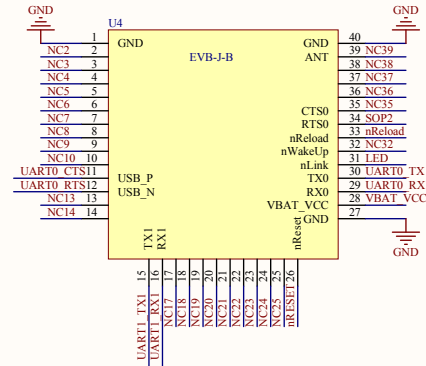 GND
GND
U4
1
GND
GND
40
NC2
2
EVB-J-B
ANT
39
NC39
NC3
3
38
NC38
NC4
4
37
NC37
NC5
5
36
NC36
NC6
6
CTS0
35
NC35
NC7
7
RTS0
34
SOP2
NC8
8
nReload
33
nReload
NC9
9
nWakeUp
32
NC32
NC10
10
nLink
31
LED
UART0_CTS
11
USB_P
TX0
30
UART0_TX
UART0_RTS
12
USB_N
RX0
29
UART0_RX
NC13
13
VBAT_VCC
28
VBAT_VCC
NC14
14
GND
27
TX1
RX1
nReset
GND
15
16
17
18
19
20
21
22
23
24
25
26
UART1_TX1
UART1_RX1
NC17
NC18
NC19
NC20
NC21
NC22
NC23
NC24
NC25
nRESET